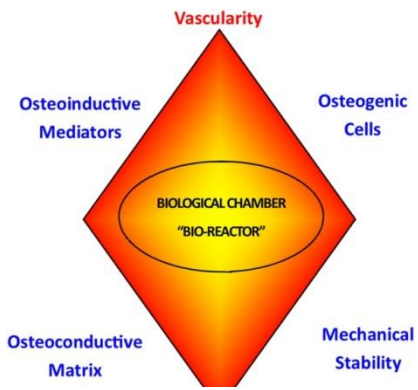 Vascularity
Osteoinductive
Mediators
Osteogenic
Cells
BIOLOGICAL CHAMBER
"BIO-REACTOR"
Osteoconductive
Matrix
Mechanical
Stability